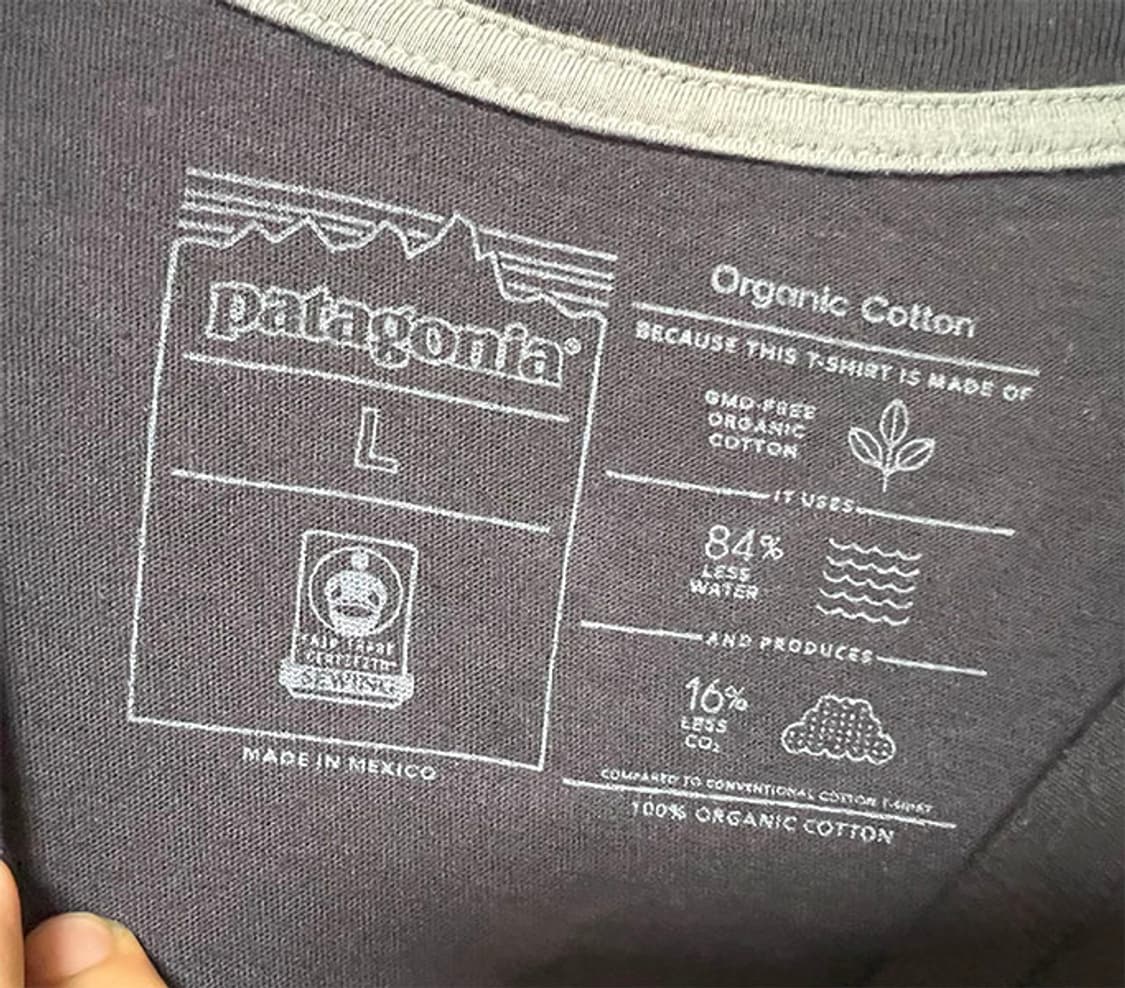 patagonia®
L
FAIR TRADE
CERTIFIED™
SEWING
MADE IN MEXICO
Organic Cotton
BECAUSE THIS T-SHIRT IS MADE OF
GMO-FREE
ORGANIC
COTTON
IT USES
84%
LESS
WATER
AND PRODUCES
16%
LESS
CO₂
COMPARED TO CONVENTIONAL COTTON T-SHIRT
100% ORGANIC COTTON